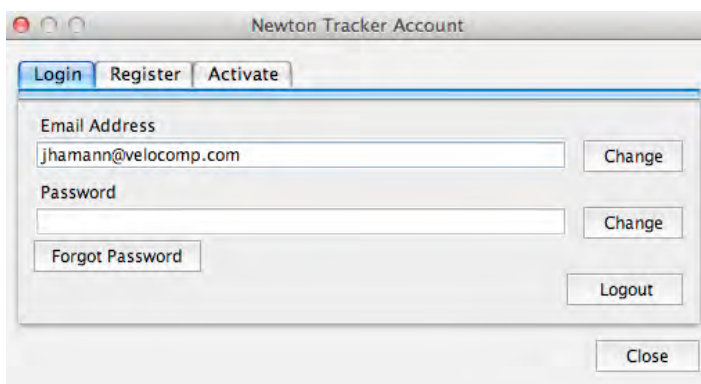 Newton Tracker Account
Login Register Activate
Email Address
jhamann@velocomp.com Change
Password
Change
Forgot Password
Logout
Close